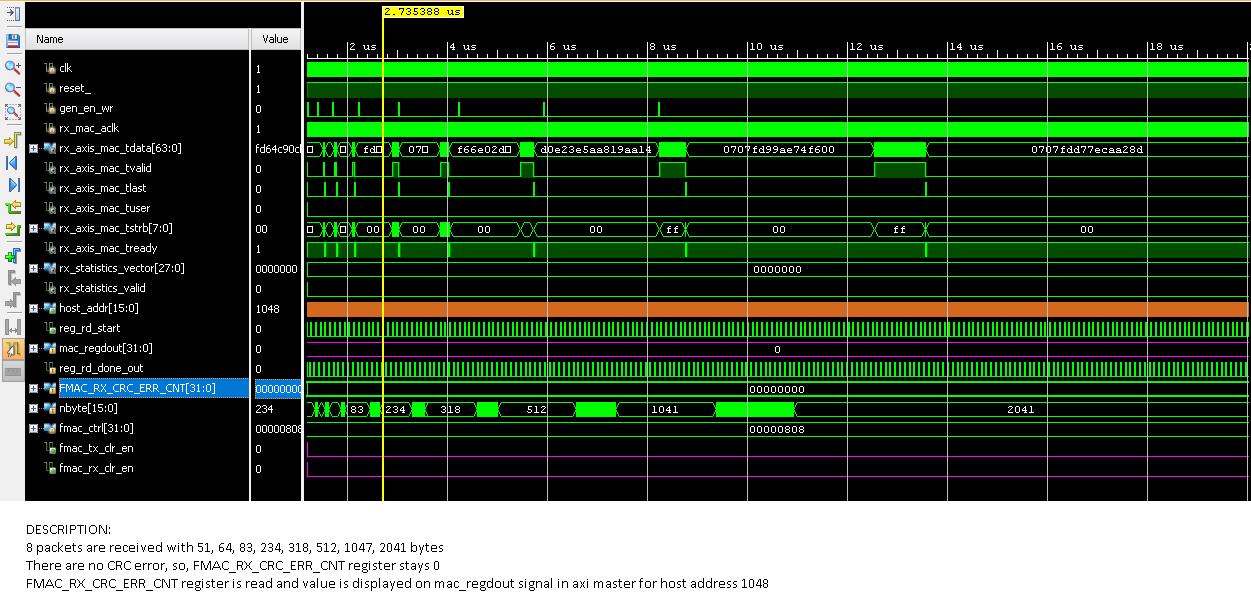 2.735388 us
Name Value
2 us 4 us 6 us 8 us 10 us 12 us 14 us 16 us 18 us
clk 1
reset_ 1
gen_en_wr 0
rx_mac_aclk 1
rx_axis_mac_tdata[63:0] fd64c90d fd 07 f66e02d d0e23e5aa819aa14 0707fd99ae74f600 0707fdd77ecaa28d
rx_axis_mac_tvalid 0
rx_axis_mac_tlast 0
rx_axis_mac_tuser 0
rx_axis_mac_tstrb[7:0] 00 00 00 00 00 ff 00 ff 00
rx_axis_mac_tready 1
rx_statistics_vector[27:0] 0000000 0000000
rx_statistics_valid 0
host_addr[15:0] 1048
reg_rd_start 0
mac_regdout[31:0] 0 0
reg_rd_done_out 0
FMAC_RX_CRC_ERR_CNT[31:0] 00000000 00000000
nbyte[15:0] 234 83 234 318 512 1041 2041
fmac_ctrl[31:0] 00000808 00000808
fmac_tx_clr_en 0
fmac_rx_clr_en 0
DESCRIPTION:
8 packets are received with 51, 64, 83, 234, 318, 512, 1047, 2041 bytes
There are no CRC error, so, FMAC_RX_CRC_ERR_CNT register stays 0
FMAC_RX_CRC_ERR_CNT register is read and value is displayed on mac_regdout signal in axi master for host address 1048